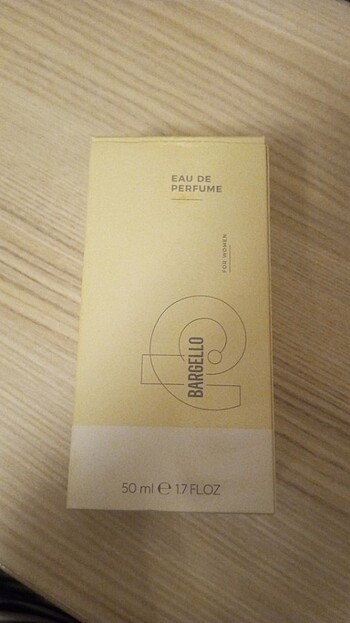 EAU DE
PERFUME
FOR WOMEN
BARGELLO
50 ml ℮ 1.7 FL.OZ